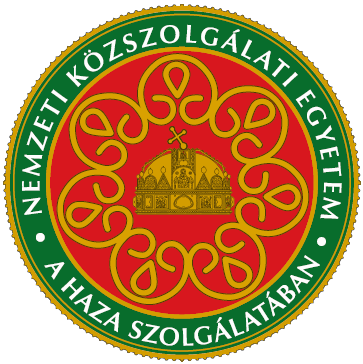 NEMZETI KÖZSZOLGÁLATI EGYETEM
A HAZA SZOLGÁLATÁBAN